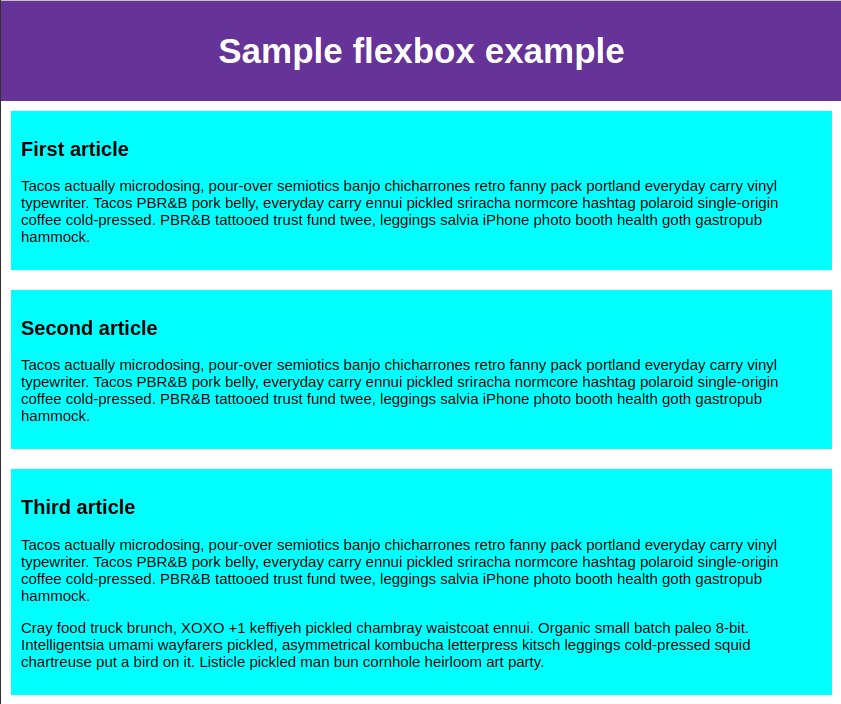 Sample flexbox example
First article
Tacos actually microdosing, pour-over semiotics banjo chicharrones retro fanny pack portland everyday carry vinyl
typewriter. Tacos PBR&B pork belly, everyday carry ennui pickled sriracha normcore hashtag polaroid single-origin
coffee cold-pressed. PBR&B tattooed trust fund twee, leggings salvia iPhone photo booth health goth gastropub
hammock.
Second article
Tacos actually microdosing, pour-over semiotics banjo chicharrones retro fanny pack portland everyday carry vinyl
typewriter. Tacos PBR&B pork belly, everyday carry ennui pickled sriracha normcore hashtag polaroid single-origin
coffee cold-pressed. PBR&B tattooed trust fund twee, leggings salvia iPhone photo booth health goth gastropub
hammock.
Third article
Tacos actually microdosing, pour-over semiotics banjo chicharrones retro fanny pack portland everyday carry vinyl
typewriter. Tacos PBR&B pork belly, everyday carry ennui pickled sriracha normcore hashtag polaroid single-origin
coffee cold-pressed. PBR&B tattooed trust fund twee, leggings salvia iPhone photo booth health goth gastropub
hammock.
Cray food truck brunch, XOXO +1 keffiyeh pickled chambray waistcoat ennui. Organic small batch paleo 8-bit.
Intelligentsia umami wayfarers pickled, asymmetrical kombucha letterpress kitsch leggings cold-pressed squid
chartreuse put a bird on it. Listicle pickled man bun cornhole heirloom art party.